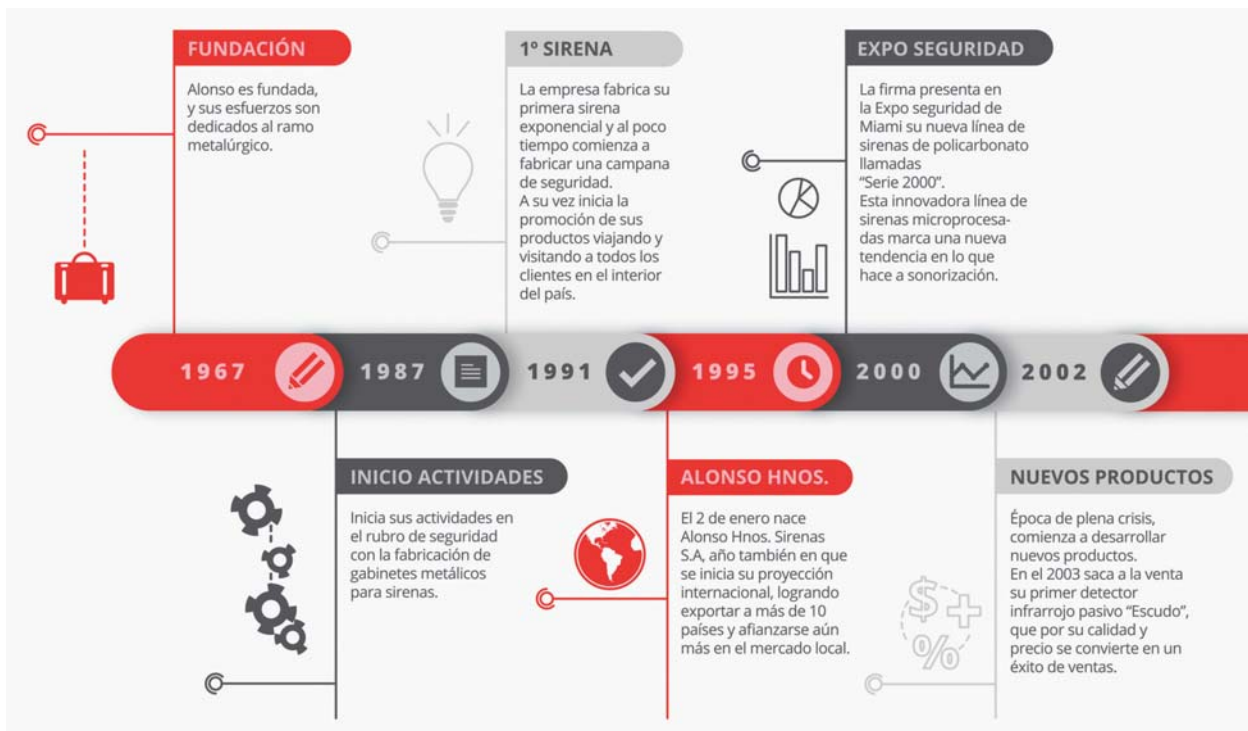 FUNDACIÓN
Alonso es fundada,
y sus esfuerzos son
dedicados al ramo
metalúrgico.
1º SIRENA
La empresa fabrica su
primera sirena
exponencial y al poco
tiempo comienza a
fabricar una campana
de seguridad.
A su vez inicia la
promoción de sus
productos viajando y
visitando a todos los
clientes en el interior
del país.
EXPO SEGURIDAD
La firma presenta en
la Expo seguridad de
Miami su nueva línea de
sirenas de policarbonato
llamadas
“Serie 2000”.
Esta innovadora línea de
sirenas microprocesa-
das marca una nueva
tendencia en lo que
hace a sonorización.
1967
1987
1991
1995
2000
2002
INICIO ACTIVIDADES
Inicia sus actividades en
el rubro de seguridad
con la fabricación de
gabinetes metálicos
para sirenas.
ALONSO HNOS.
El 2 de enero nace
Alonso Hnos. Sirenas
S.A, año también en que
se inicia su proyección
internacional, logrando
exportar a más de 10
países y afianzarse aún
más en el mercado local.
NUEVOS PRODUCTOS
Época de plena crisis,
comienza a desarrollar
nuevos productos.
En el 2003 saca a la venta
su primer detector
infrarrojo pasivo “Escudo”,
que por su calidad y
precio se convierte en un
éxito de ventas.
$ +
%